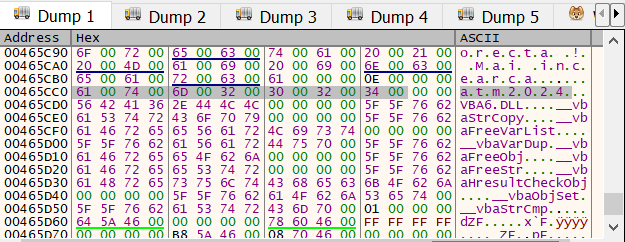 Dump 1 Dump 2 Dump 3 Dump 4 Dump 5
Address Hex ASCII
00465C90 6F 00 72 00 65 00 63 00 74 00 61 00 20 00 21 00 o.r.e.c.t.a. .!.
00465CA0 20 00 4D 00 61 00 69 00 20 00 69 00 6E 00 63 00  .M.a.i. .i.n.c.
00465CB0 65 00 61 00 72 00 63 00 61 00 00 00 0E 00 00 00 e.a.r.c.a.......
00465CC0 61 00 74 00 6D 00 32 00 30 00 32 00 34 00 00 00 a.t.m.2.0.2.4...
00465CD0 56 42 41 36 2E 44 4C 4C 00 00 00 00 5F 5F 76 62 VBA6.DLL....__vb
00465CE0 61 53 74 72 43 6F 70 79 00 00 00 00 5F 5F 76 62 aStrCopy....__vb
00465CF0 61 46 72 65 65 56 61 72 4C 69 73 74 00 00 00 00 aFreeVarList....
00465D00 5F 5F 76 62 61 56 61 72 44 75 70 00 5F 5F 76 62 __vbaVarDup.__vb
00465D10 61 46 72 65 65 4F 62 6A 00 00 00 00 5F 5F 76 62 aFreeObj....__vb
00465D20 61 46 72 65 65 53 74 72 00 00 00 00 5F 5F 76 62 aFreeStr....__vb
00465D30 61 48 72 65 73 75 6C 74 43 68 65 63 6B 4F 62 6A aHresultCheckObj
00465D40 00 00 00 00 5F 5F 76 62 61 4F 62 6A 53 65 74 00 ....__vbaObjSet.
00465D50 5F 5F 76 62 61 53 74 72 43 6D 70 00 01 00 00 00 __vbaStrCmp.....
00465D60 64 5A 46 00 00 00 00 00 78 60 46 00 FF FF FF FF dZF.....x`F.ÿÿÿÿ
00465D70 00 00 00 00 B8 5A 46 00 08 70 46 00